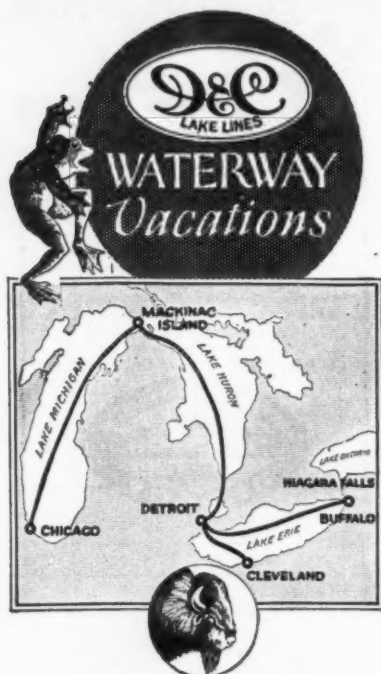 D&C
LAKE LINES
WATERWAY
Vacations
MACKINAC
ISLAND
LAKE MICHIGAN
LAKE HURON
LAKE ONTARIO
NIAGARA FALLS
DETROIT
BUFFALO
CHICAGO
LAKE ERIE
CLEVELAND